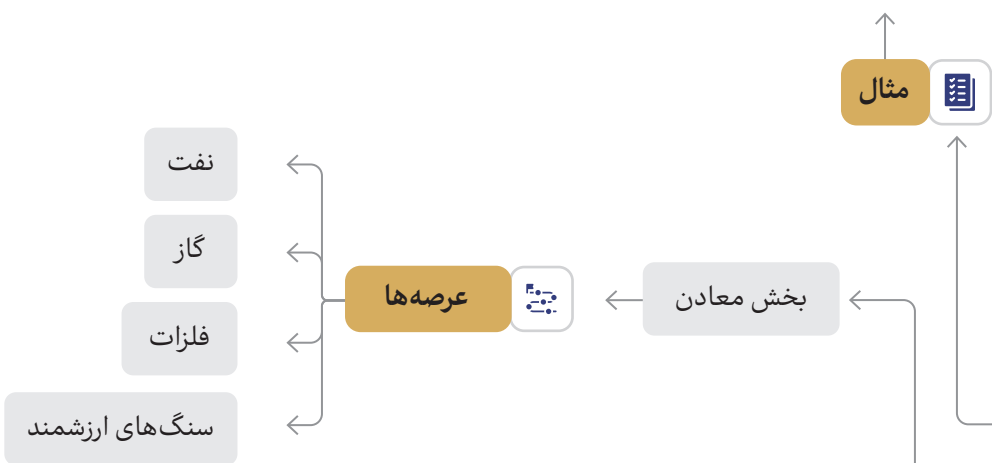 مثال
بخش معادن
عرصه‌ها
نفت
گاز
فلزات
سنگ‌های ارزشمند